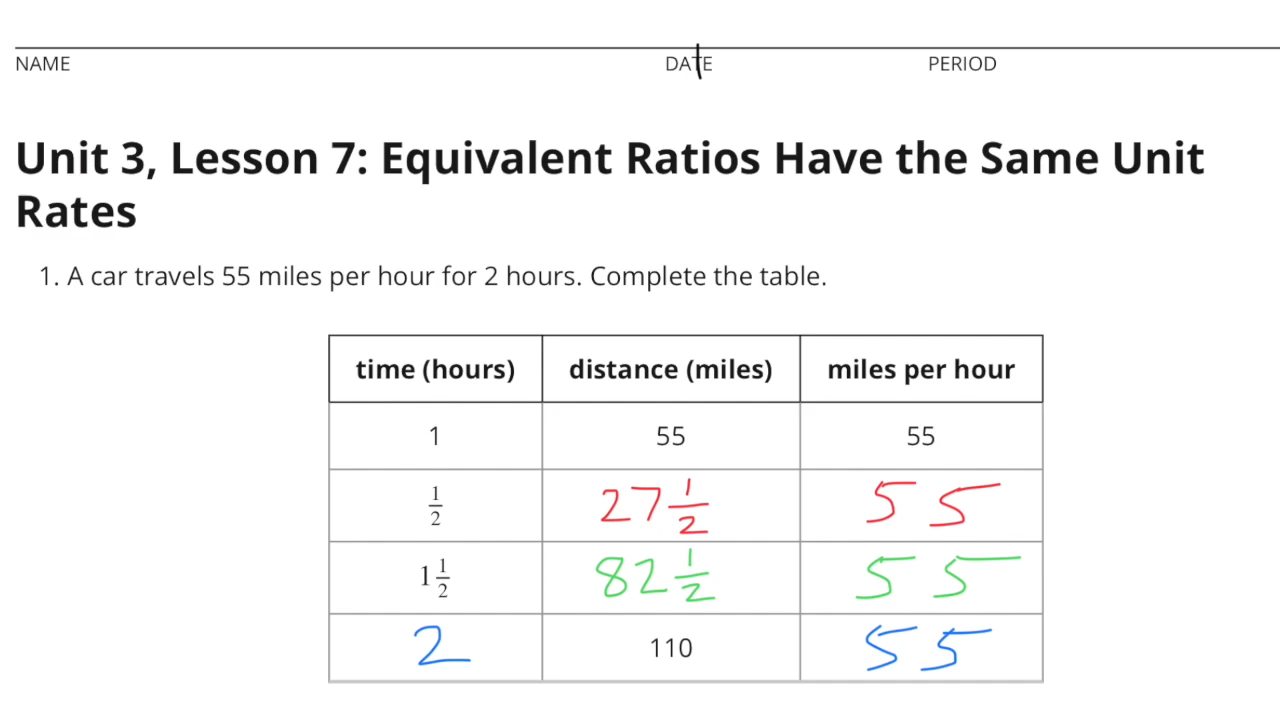 NAME DATE PERIOD
Unit 3, Lesson 7: Equivalent Ratios Have the Same Unit
Rates
1. A car travels 55 miles per hour for 2 hours. Complete the table.
time (hours) distance (miles) miles per hour
1 55 55
1/2 27 1/2 55
1 1/2 82 1/2 55
2 110 55